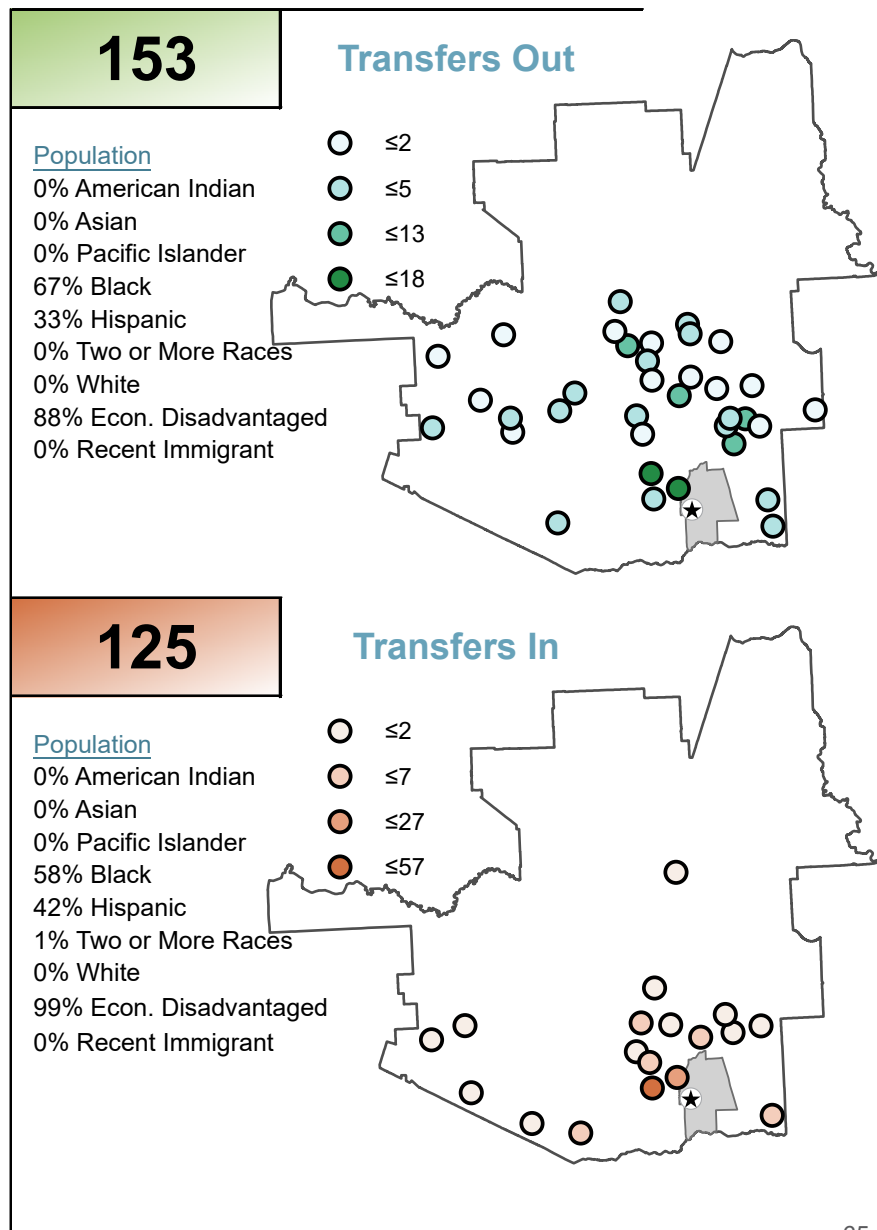 153
Transfers Out
Population
0% American Indian
0% Asian
0% Pacific Islander
67% Black
33% Hispanic
0% Two or More Races
0% White
88% Econ. Disadvantaged
0% Recent Immigrant
≤2
≤5
≤13
≤18
125
Transfers In
Population
0% American Indian
0% Asian
0% Pacific Islander
58% Black
42% Hispanic
1% Two or More Races
0% White
99% Econ. Disadvantaged
0% Recent Immigrant
≤2
≤7
≤27
≤57